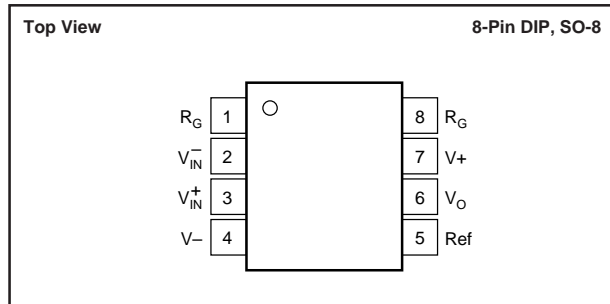 Top View 8-Pin DIP, SO-8
R_G 1 8 R_G
V_IN^– 2 7 V+
V_IN^+ 3 6 V_O
V– 4 5 Ref